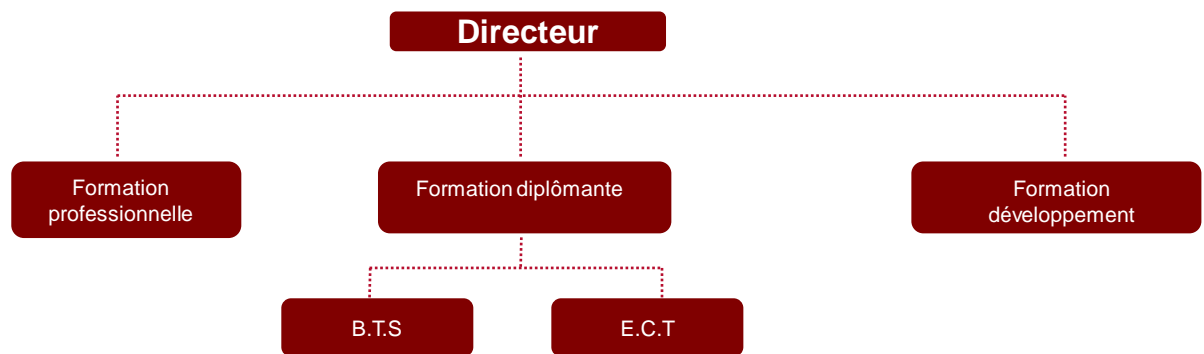 Directeur
Formation
professionnelle
Formation diplômante
Formation
développement
B.T.S
E.C.T